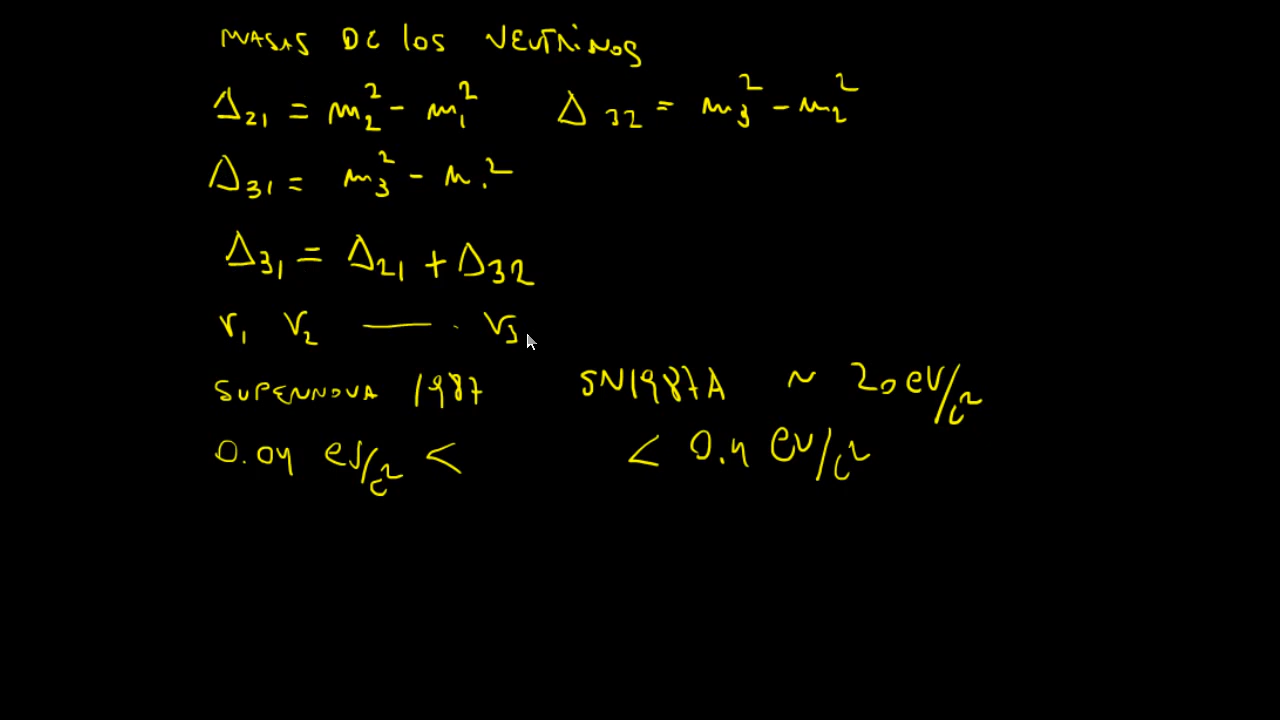 MASAS DE los NEUTRINOS
Δ₂₁ = m₂² - m₁² Δ₃₂ = m₃² - m₂²
Δ₃₁ = m₃² - m₁²
Δ₃₁ = Δ₂₁ + Δ₃₂
ν₁ ν₂ — · ν₃
SUPERNOVA 1987 SN1987A ~ 20 eV/c²
0.04 eV/c² < < 0.4 eV/c²